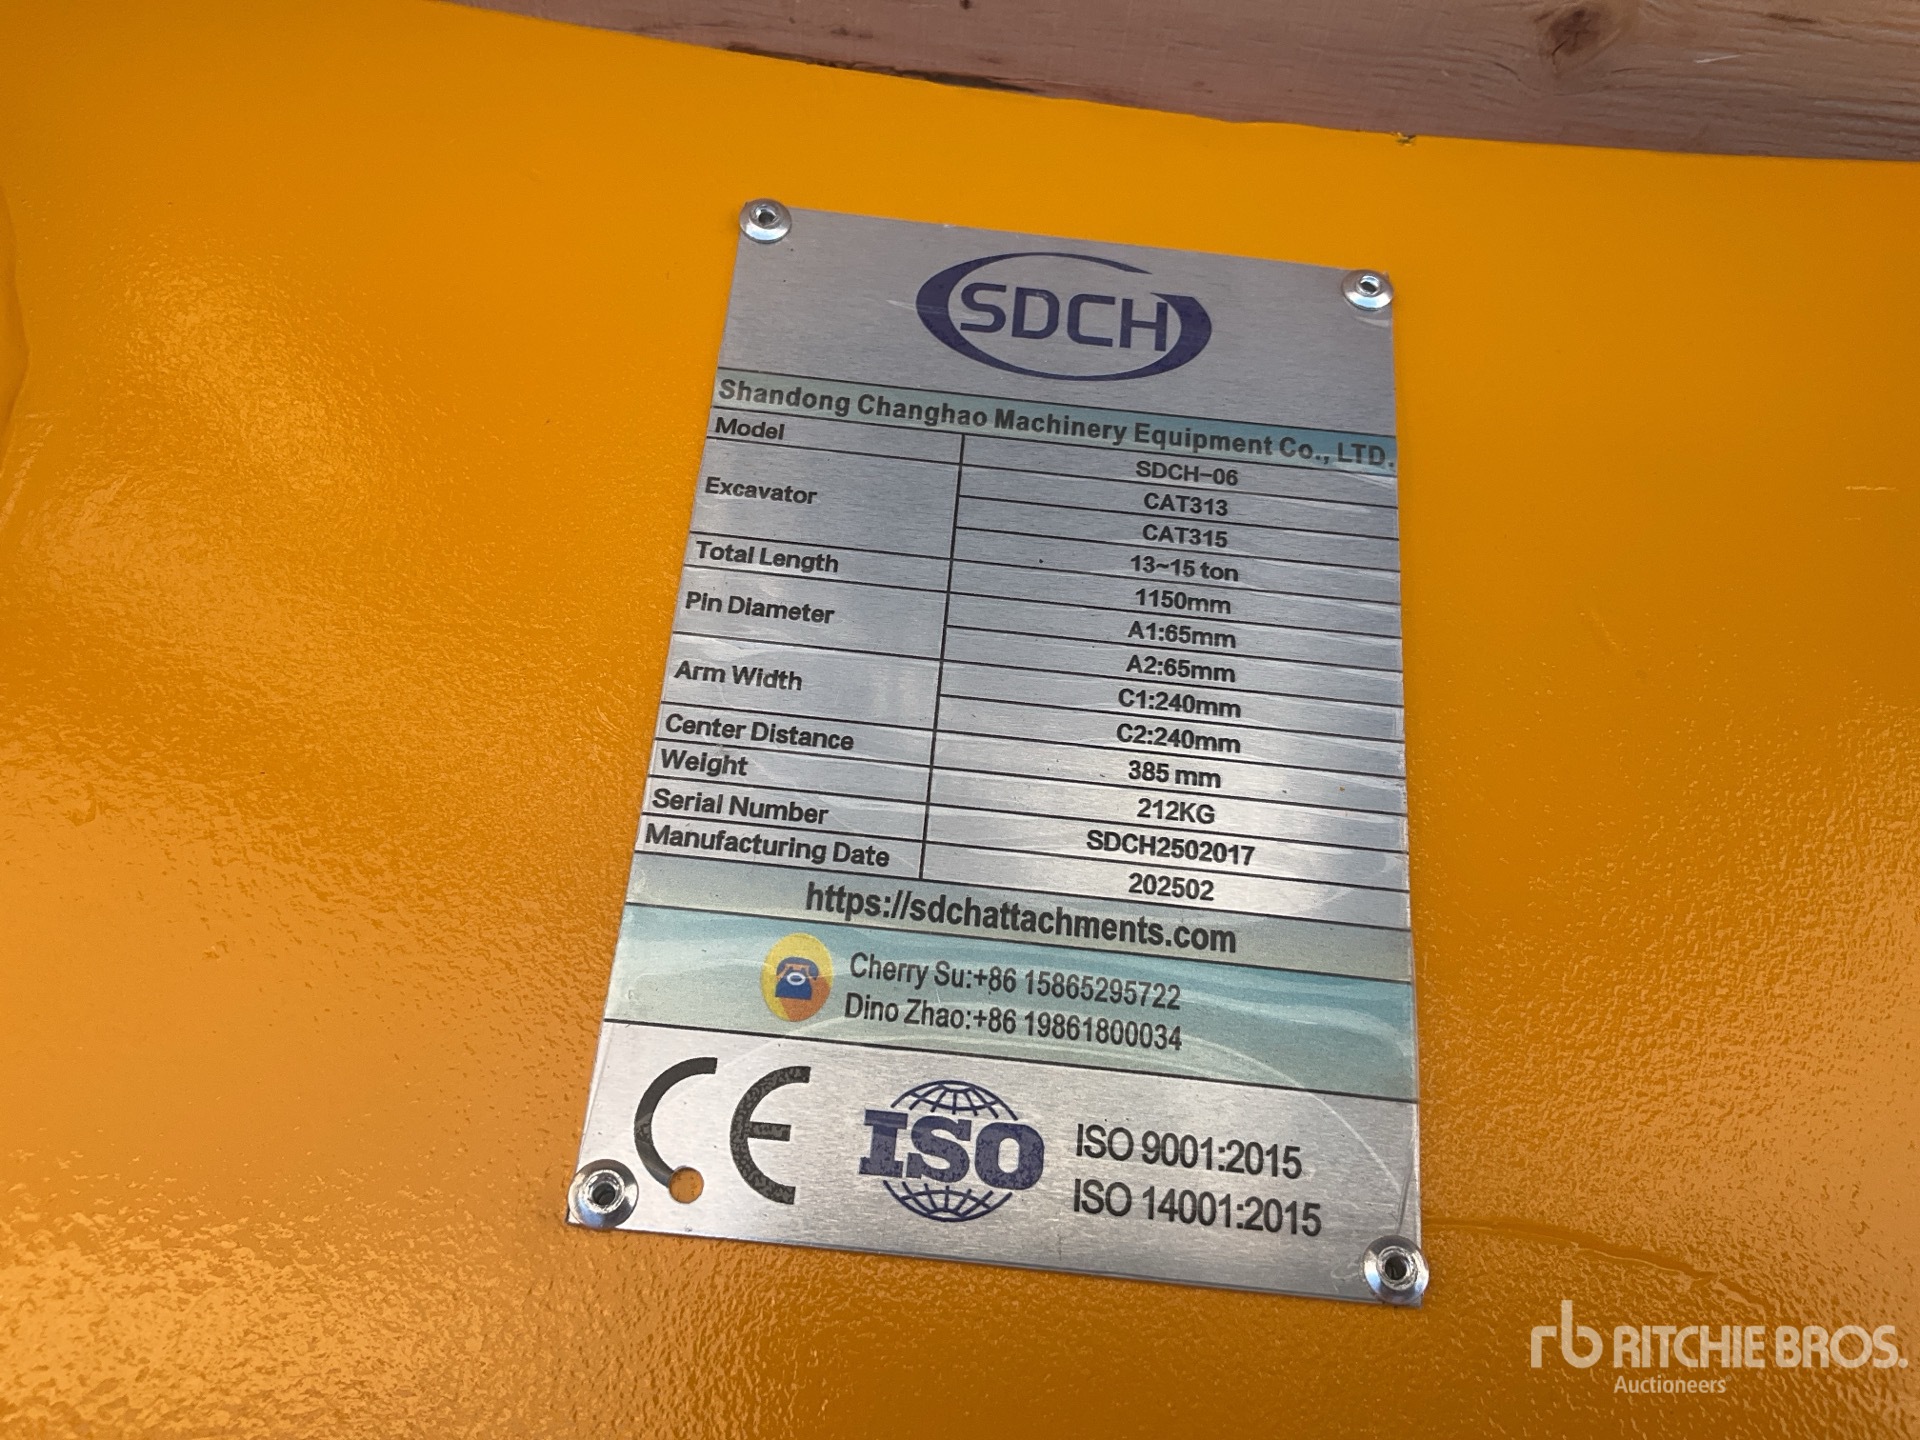 SDCH
Shandong Changhao Machinery Equipment Co., LTD.
Model SDCH-06
Excavator CAT313
CAT315
13~15 ton
Total Length 1150mm
Pin Diameter A1:65mm
A2:65mm
Arm Width C1:240mm
C2:240mm
Center Distance 385 mm
Weight 212KG
Serial Number SDCH2502017
Manufacturing Date 202502
https://sdchattachments.com
Cherry Su:+86 15865295722
Dino Zhao:+86 19861800034
CE ISO ISO 9001:2015
ISO 14001:2015
rb RITCHIE BROS.
Auctioneers